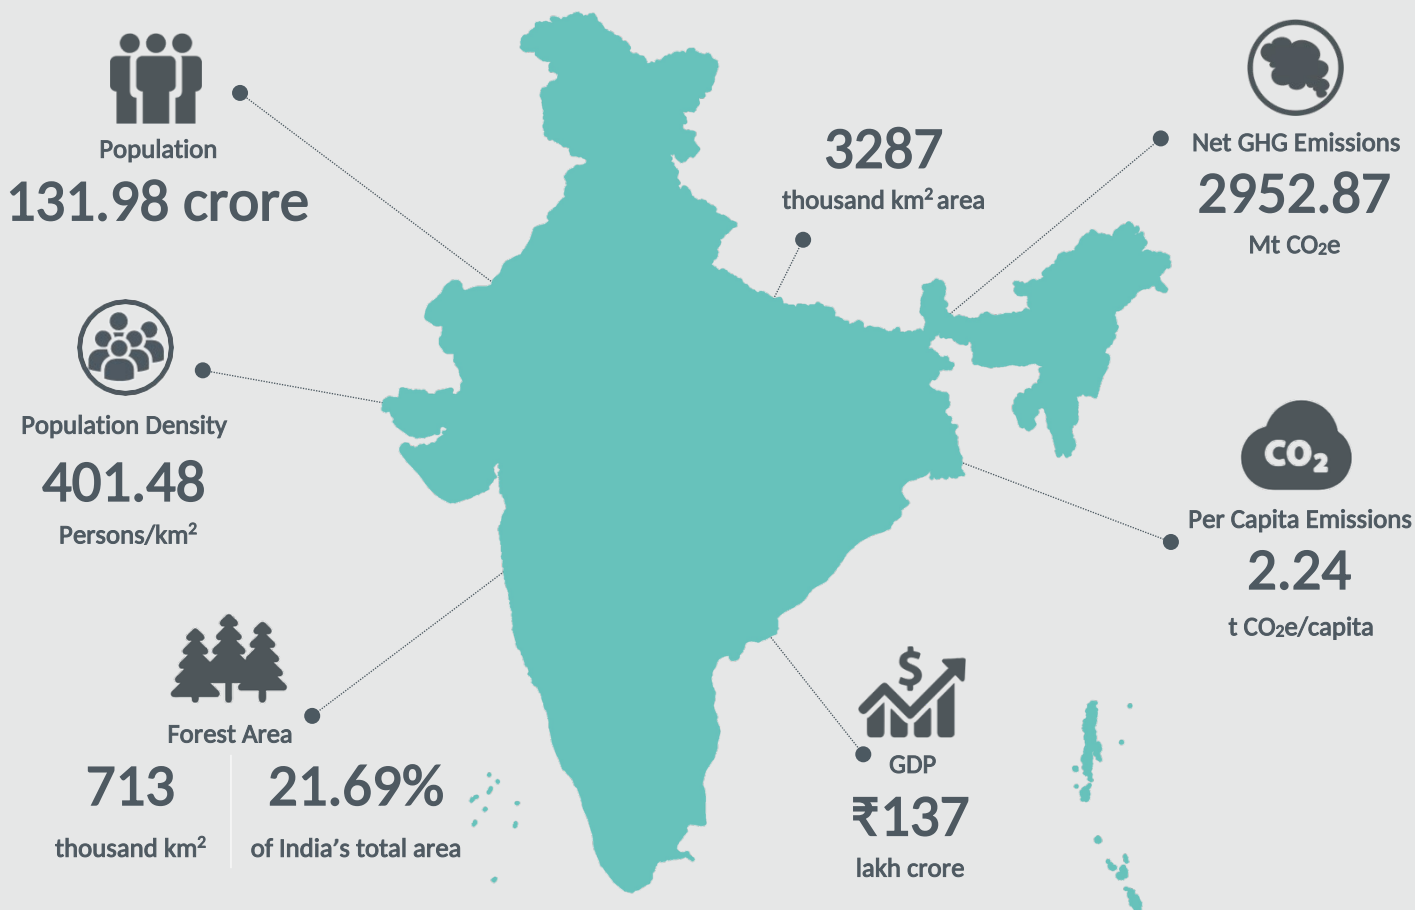 Population
131.98 crore
Population Density
401.48
Persons/km²
Forest Area
713
thousand km²
21.69%
of India's total area
3287
thousand km² area
Net GHG Emissions
2952.87
Mt CO₂e
CO₂
Per Capita Emissions
2.24
t CO₂e/capita
$
GDP
₹137
lakh crore